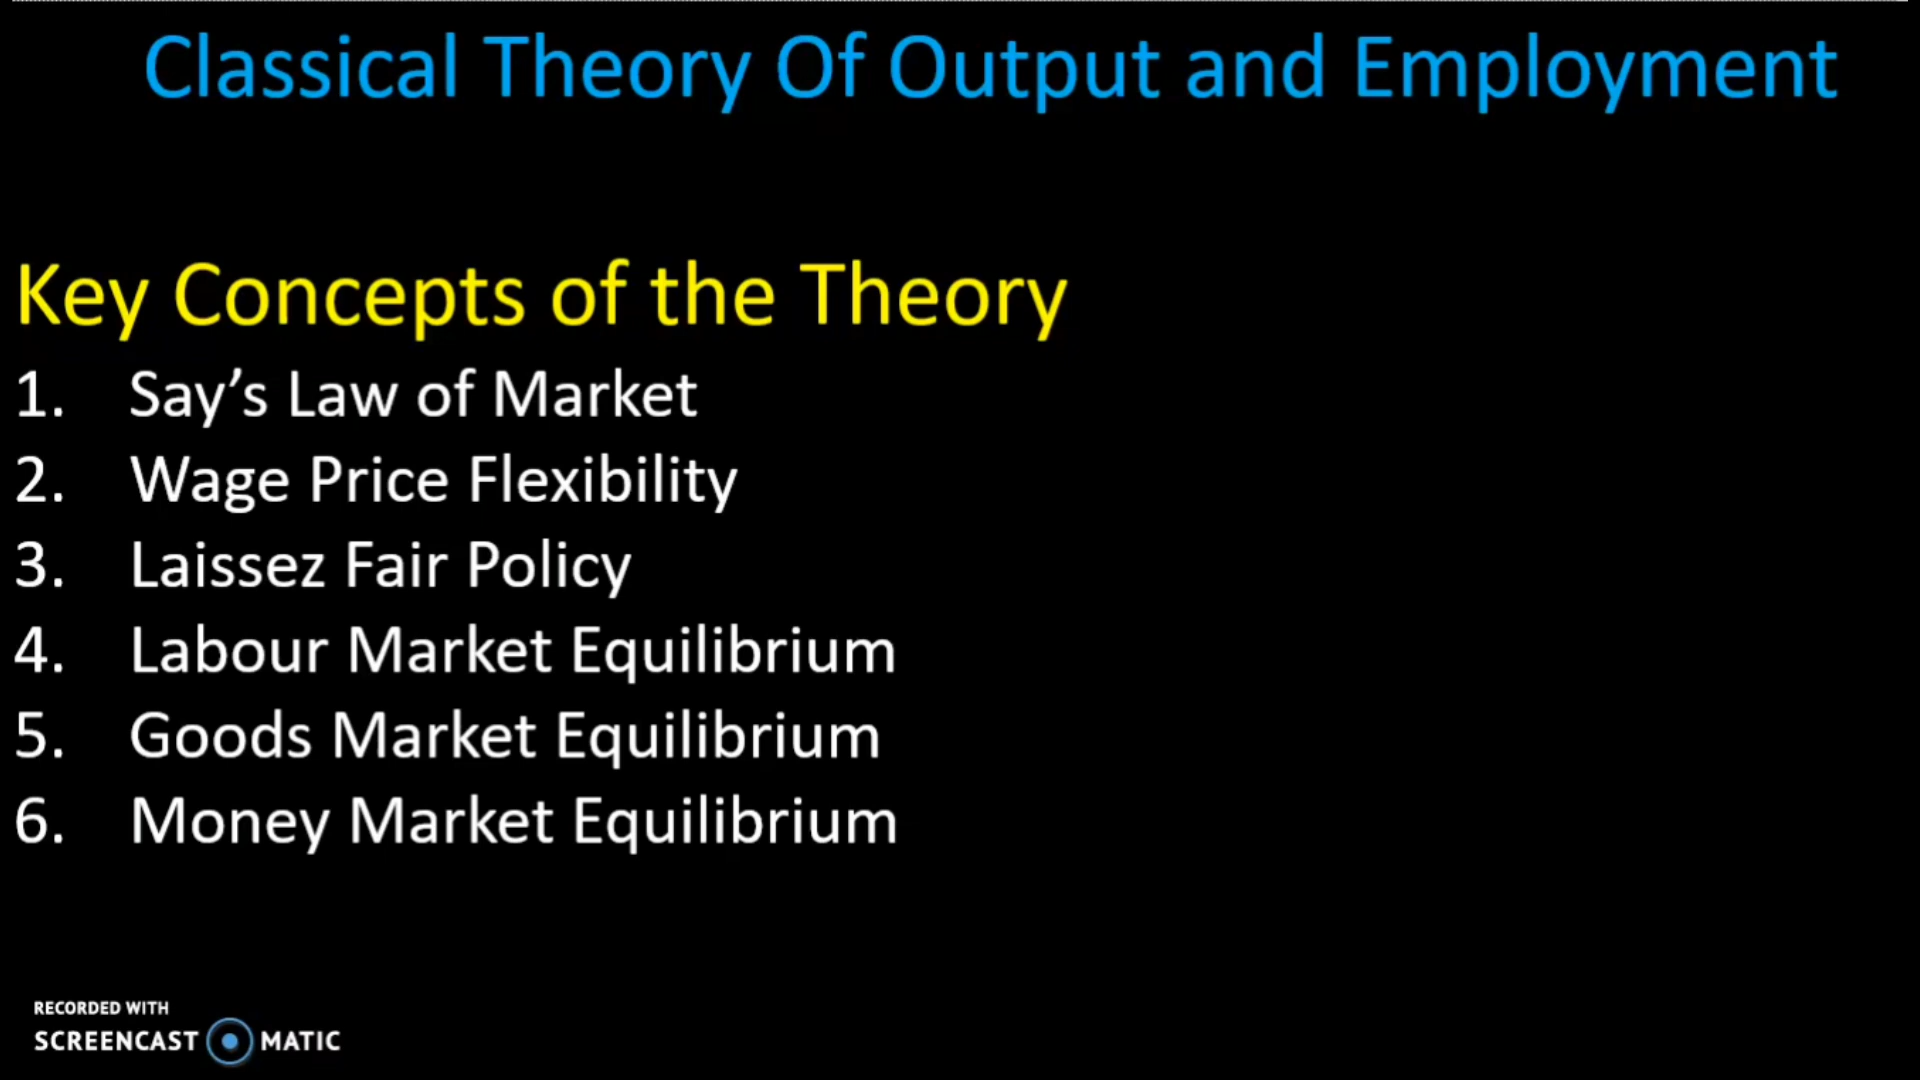 Classical Theory Of Output and Employment
Key Concepts of the Theory
1. Say’s Law of Market
2. Wage Price Flexibility
3. Laissez Fair Policy
4. Labour Market Equilibrium
5. Goods Market Equilibrium
6. Money Market Equilibrium
RECORDED WITH
SCREENCAST MATIC